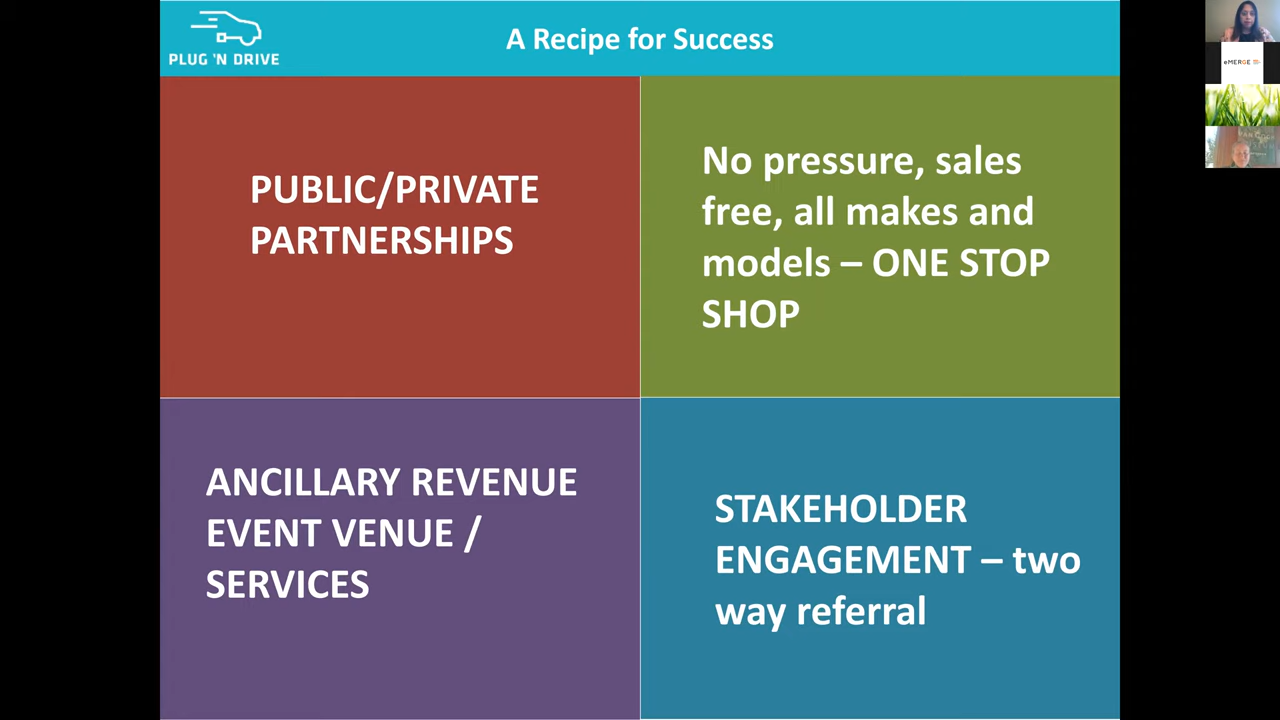 PLUG 'N DRIVE
A Recipe for Success
PUBLIC/PRIVATE
PARTNERSHIPS
No pressure, sales
free, all makes and
models – ONE STOP
SHOP
ANCILLARY REVENUE
EVENT VENUE /
SERVICES
STAKEHOLDER
ENGAGEMENT – two
way referral
eMERGE